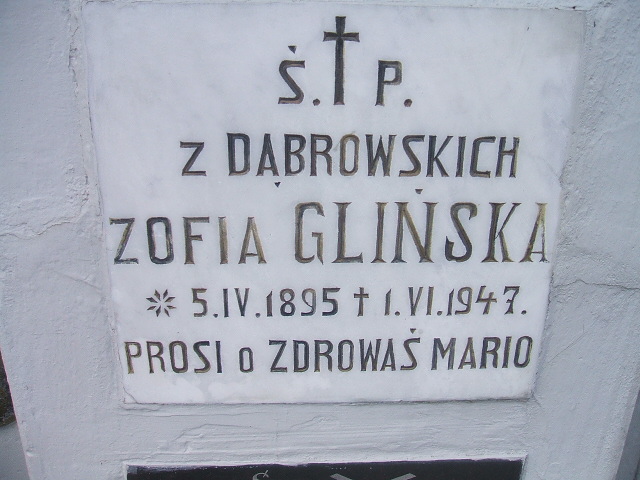 Ś. † P.
z DĄBROWSKICH
ZOFIA GLIŃSKA
* 5.IV.1895 † 1.VI.1947.
PROSI o ZDROWAŚ MARIO